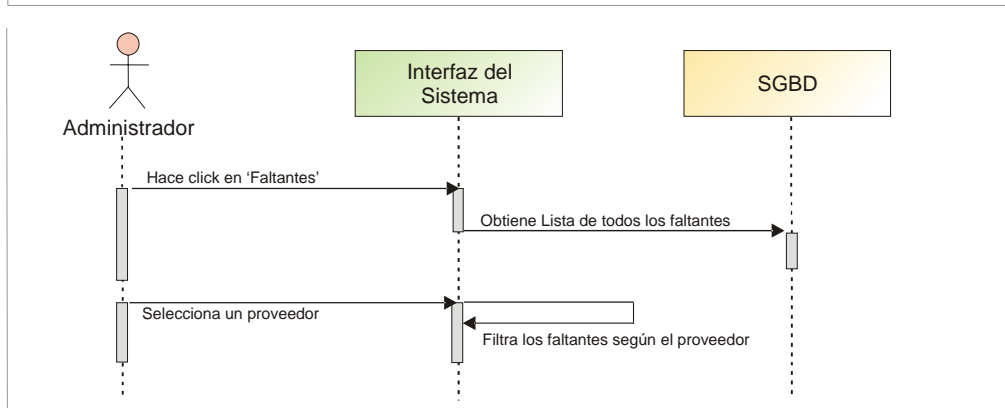 Interfaz del
Sistema
SGBD
Administrador
Hace click en ‘Faltantes’
Obtiene Lista de todos los faltantes
Selecciona un proveedor
Filtra los faltantes según el proveedor